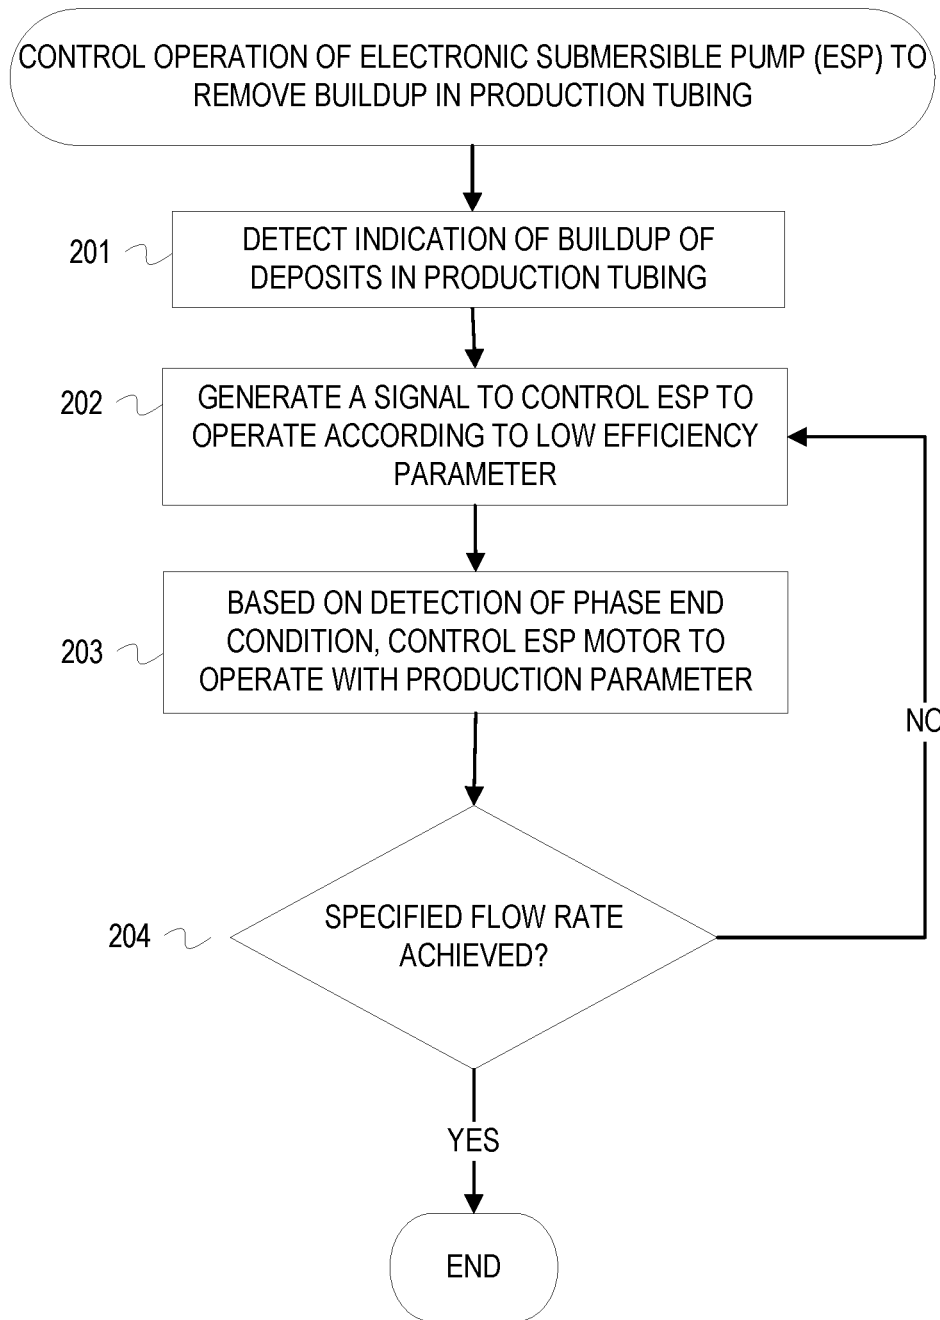 CONTROL OPERATION OF ELECTRONIC SUBMERSIBLE PUMP (ESP) TO
REMOVE BUILDUP IN PRODUCTION TUBING
201
DETECT INDICATION OF BUILDUP OF
DEPOSITS IN PRODUCTION TUBING
202
GENERATE A SIGNAL TO CONTROL ESP TO
OPERATE ACCORDING TO LOW EFFICIENCY
PARAMETER
203
BASED ON DETECTION OF PHASE END
CONDITION, CONTROL ESP MOTOR TO
OPERATE WITH PRODUCTION PARAMETER
NO
204
SPECIFIED FLOW RATE
ACHIEVED?
YES
END